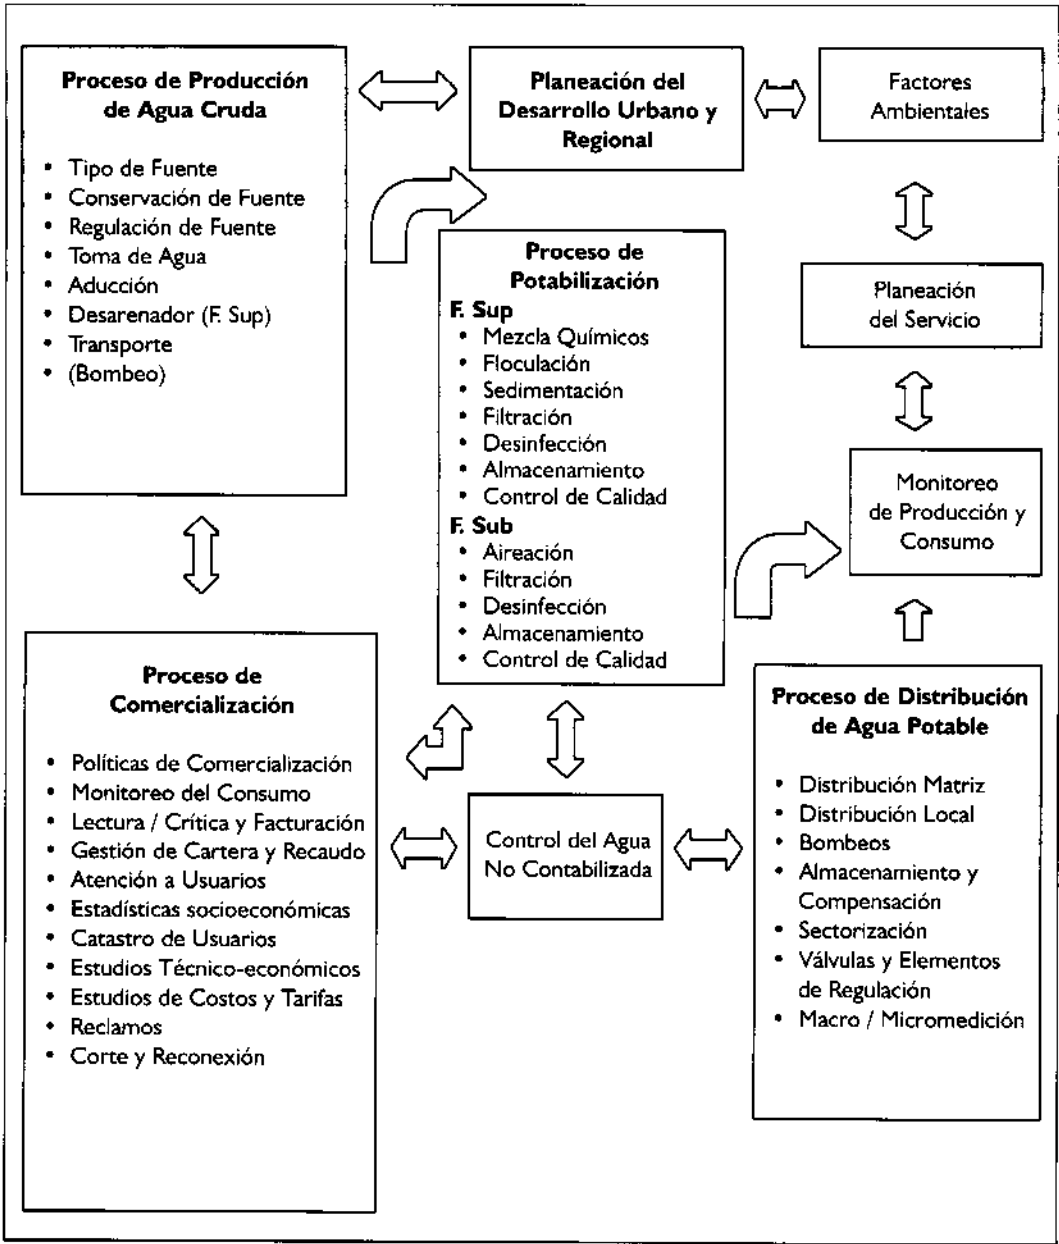 Proceso de Producción
de Agua Cruda
• Tipo de Fuente
• Conservación de Fuente
• Regulación de Fuente
• Toma de Agua
• Aducción
• Desarenador (F. Sup)
• Transporte
• (Bombeo)
Planeación del
Desarrollo Urbano y
Regional
Factores
Ambientales
Planeación
del Servicio
Monitoreo
de Producción y
Consumo
Proceso de
Potabilización
F. Sup
• Mezcla Químicos
• Floculación
• Sedimentación
• Filtración
• Desinfección
• Almacenamiento
• Control de Calidad
F. Sub
• Aireación
• Filtración
• Desinfección
• Almacenamiento
• Control de Calidad
Proceso de
Comercialización
• Políticas de Comercialización
• Monitoreo del Consumo
• Lectura / Crítica y Facturación
• Gestión de Cartera y Recaudo
• Atención a Usuarios
• Estadísticas socioeconómicas
• Catastro de Usuarios
• Estudios Técnico-económicos
• Estudios de Costos y Tarifas
• Reclamos
• Corte y Reconexión
Control del Agua
No Contabilizada
Proceso de Distribución
de Agua Potable
• Distribución Matriz
• Distribución Local
• Bombeos
• Almacenamiento y
Compensación
• Sectorización
• Válvulas y Elementos
de Regulación
• Macro / Micromedición